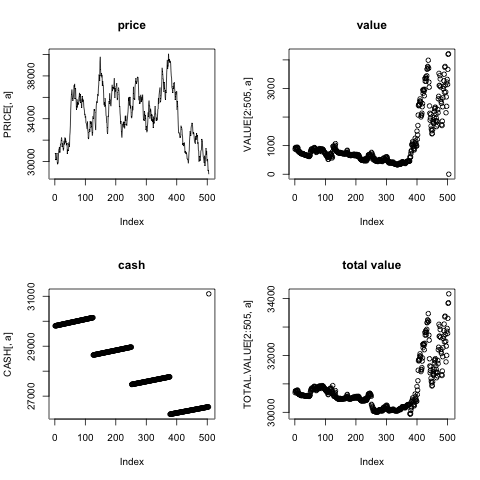 price
PRICE[, a]
30000 34000 38000
0 100 200 300 400 500
Index
value
VALUE[2:505, a]
0 1000 3000
0 100 200 300 400 500
Index
cash
CASH[, a]
27000 29000 31000
0 100 200 300 400 500
Index
total value
TOTAL.VALUE[2:505, a]
30000 32000 34000
0 100 200 300 400 500
Index